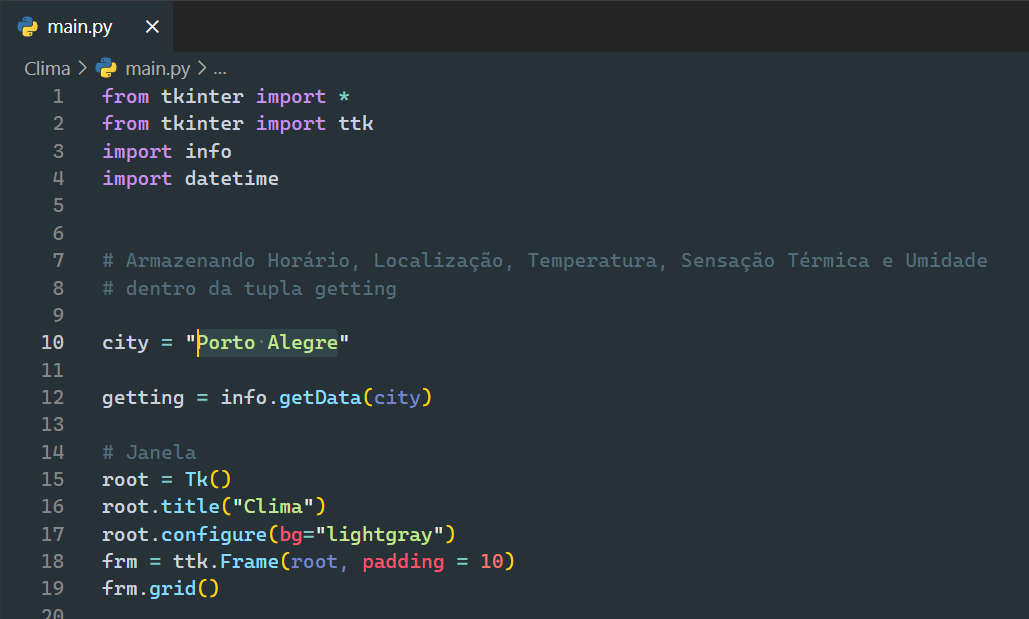 main.py
Clima > main.py > ...
1 from tkinter import *
2 from tkinter import ttk
3 import info
4 import datetime
5
6
7 # Armazenando Horário, Localização, Temperatura, Sensação Térmica e Umidade
8 # dentro da tupla getting
9
10 city = "Porto Alegre"
11
12 getting = info.getData(city)
13
14 # Janela
15 root = Tk()
16 root.title("Clima")
17 root.configure(bg="lightgray")
18 frm = ttk.Frame(root, padding = 10)
19 frm.grid()
20